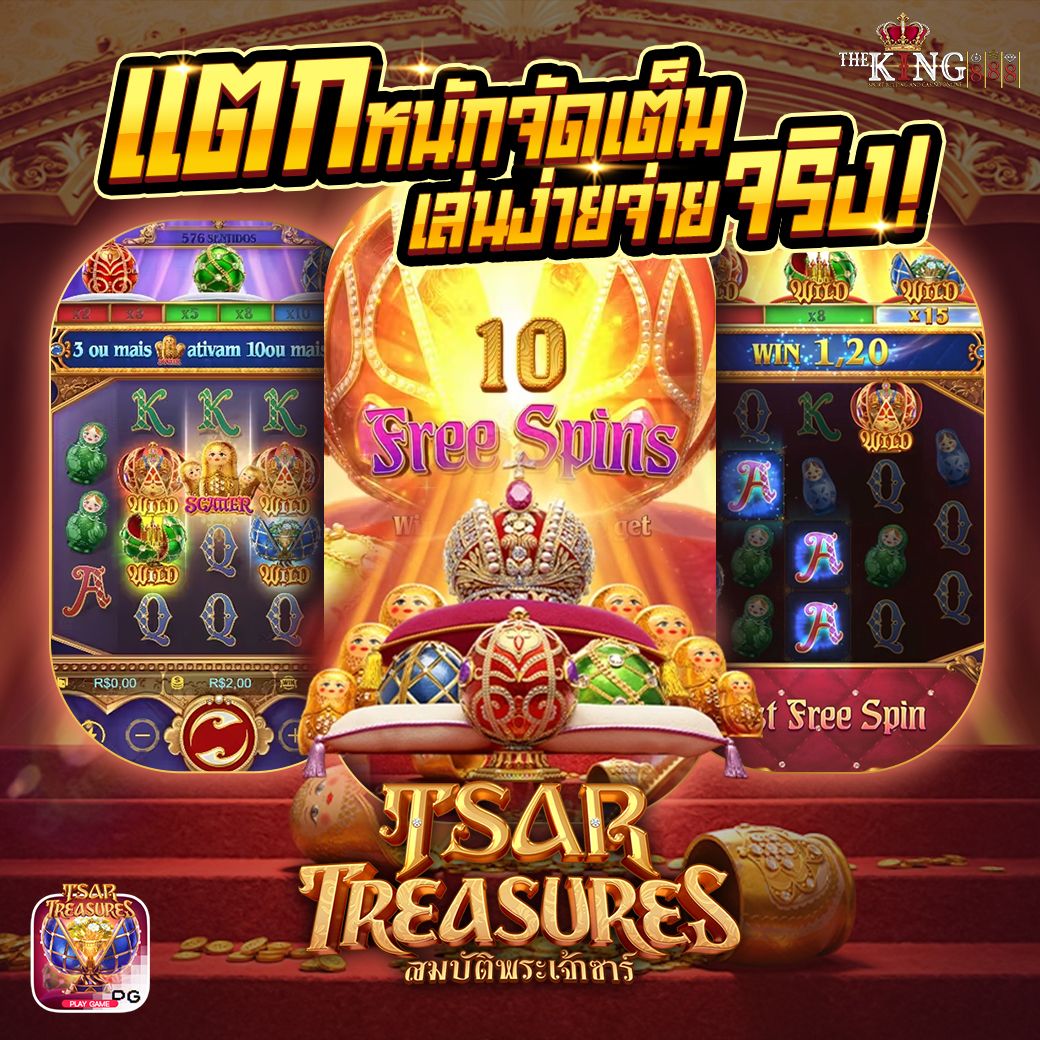 THE KING 888
แตกหนักจัดเต็ม
เล่นง่ายจ่ายจริง!
576 SENTIDOS
x2 x3 x5 x8 x10
3 ou mais ativam 10ou mais
K K K
WILD SCATTER WILD
WILD Q WILD
A Q Q Q
R$0,00 R$2,00
10
Free Spins
WILD WILD
x8 x15
WIN 1,20
Q K WILD
A Q
A
A Q Q
Free Spin
TSAR
TREASURES
สมบัติพระเจ้าซาร์
TSAR
TREASURES
PLAY GAME PG